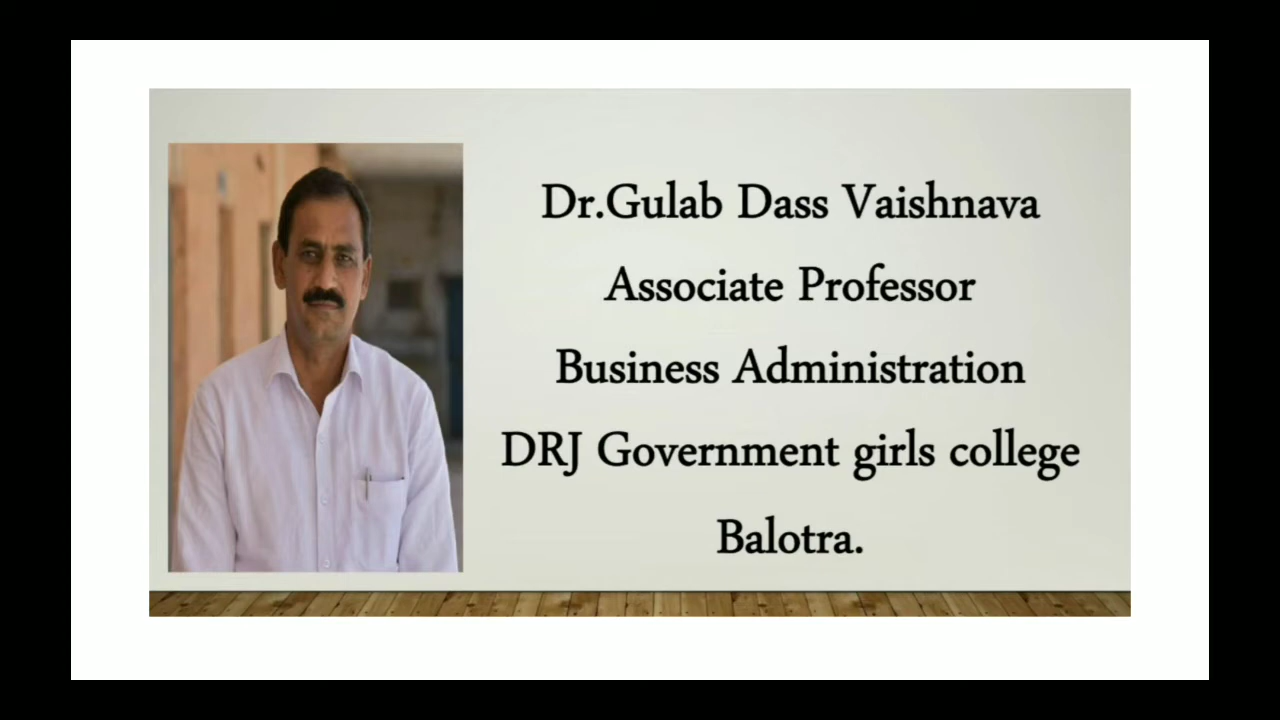 Dr.Gulab Dass Vaishnava
Associate Professor
Business Administration
DRJ Government girls college
Balotra.